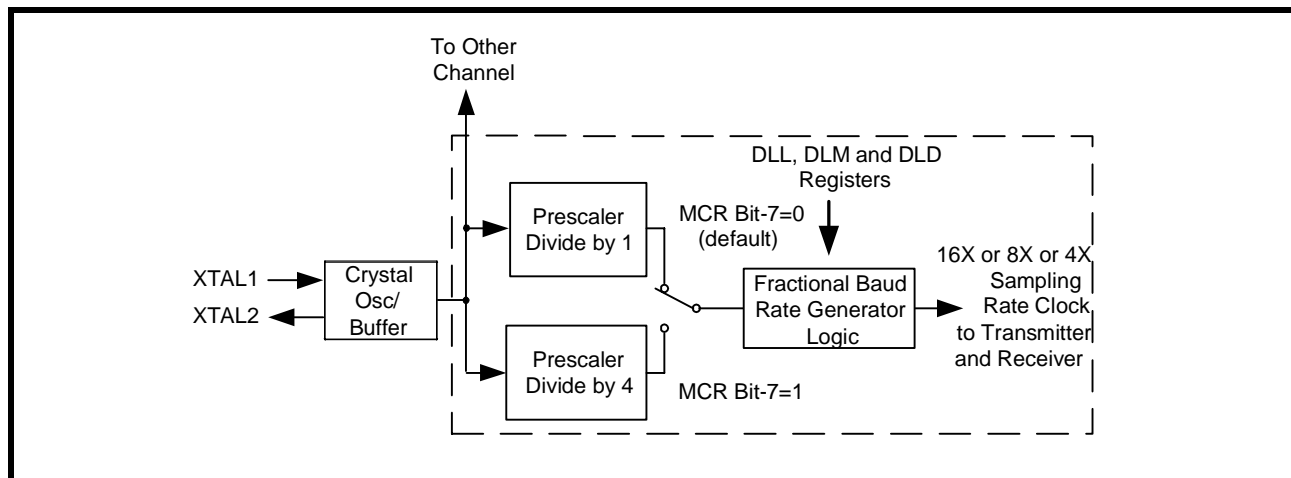 To Other
Channel
DLL, DLM and DLD
Registers
Prescaler
Divide by 1
MCR Bit-7=0
(default)
XTAL1
XTAL2
Crystal
Osc/
Buffer
Fractional Baud
Rate Generator
Logic
16X or 8X or 4X
Sampling
Rate Clock
to Transmitter
and Receiver
Prescaler
Divide by 4
MCR Bit-7=1